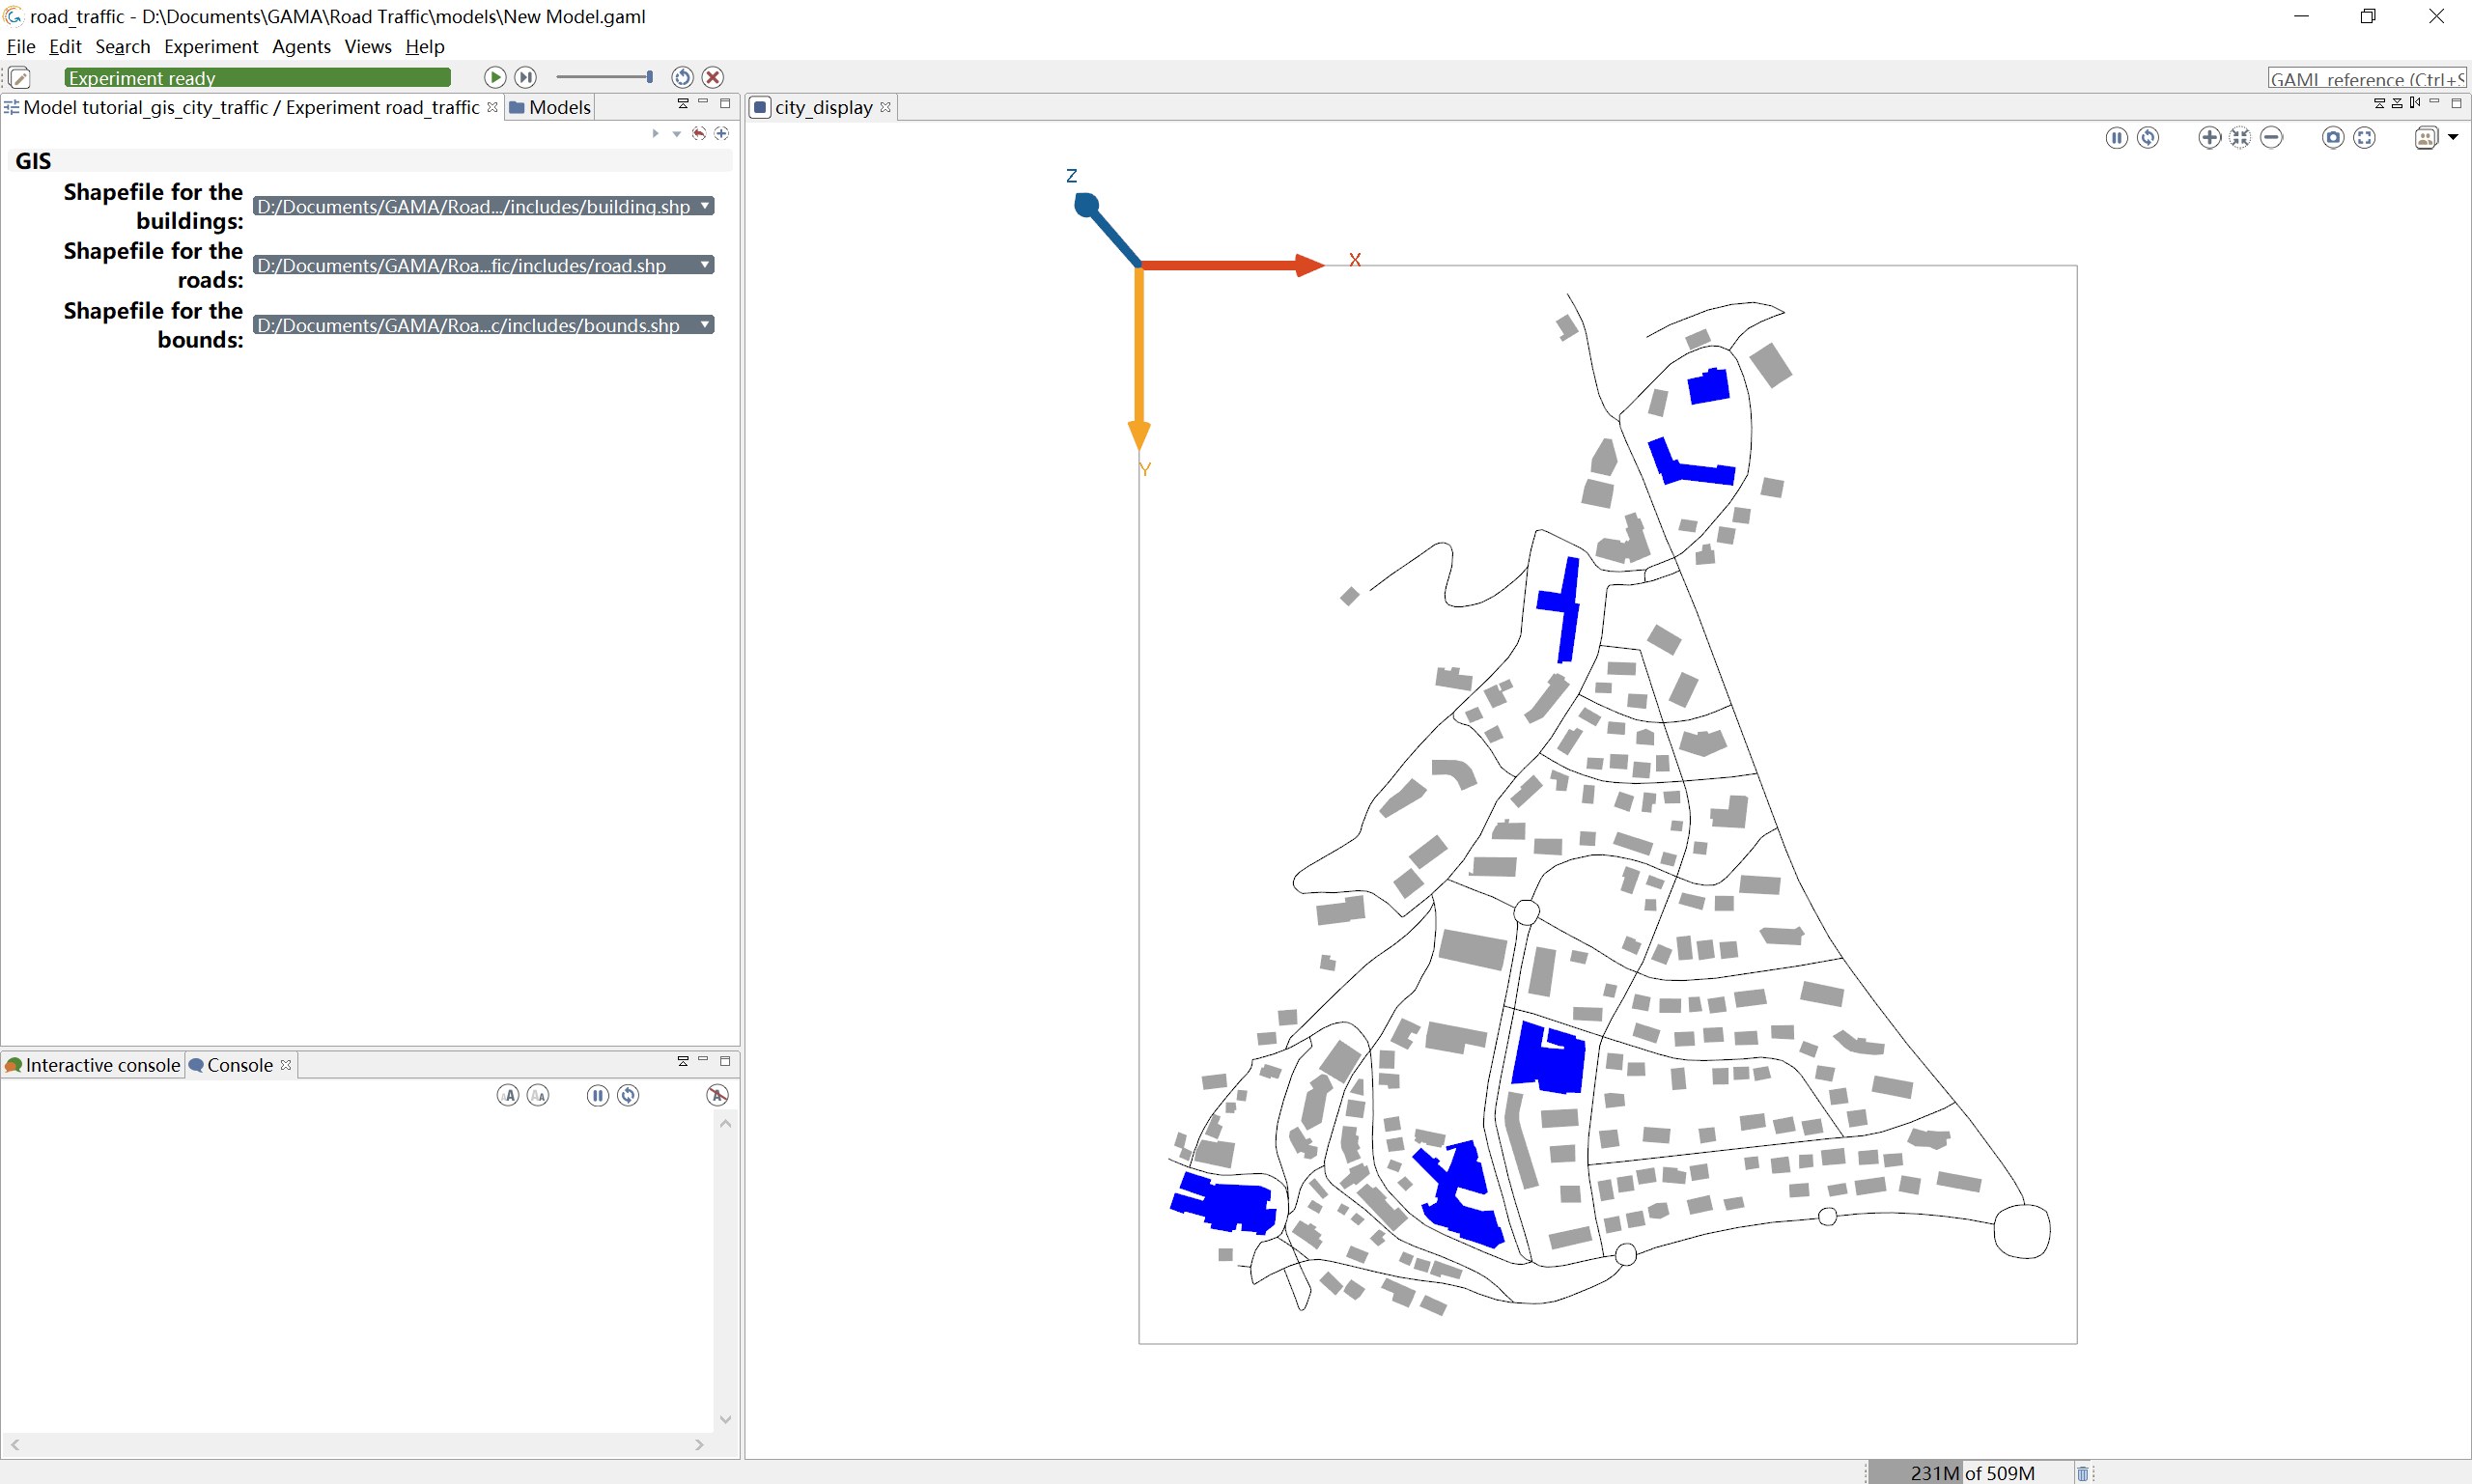 road_traffic - D:\Documents\GAMA\Road Traffic\models\New Model.gaml
File Edit Search Experiment Agents Views Help
Experiment ready
GAML reference (Ctrl+S
Model tutorial_gis_city_traffic / Experiment road_traffic
Models
city_display
GIS
Shapefile for the buildings:
D:/Documents/GAMA/Road.../includes/building.shp
Shapefile for the roads:
D:/Documents/GAMA/Roa...fic/includes/road.shp
Shapefile for the bounds:
D:/Documents/GAMA/Roa...c/includes/bounds.shp
Z
X
Y
Interactive console
Console
231M of 509M